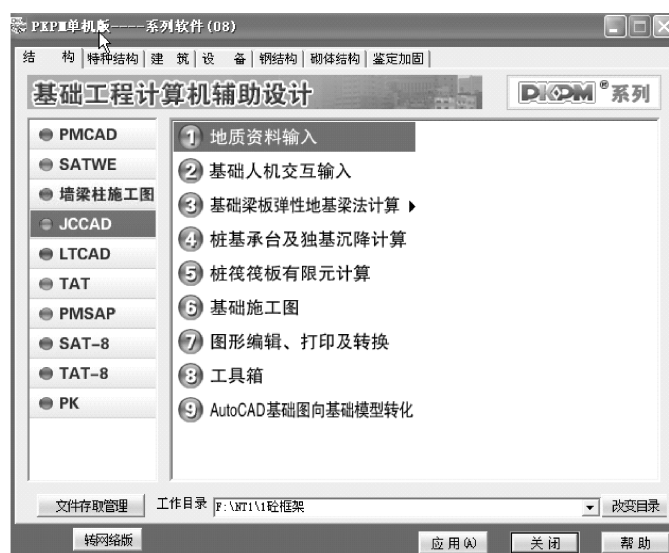 PKPM单机版----系列软件(08)
结 构 特种结构 建 筑 设 备 钢结构 砌体结构 鉴定加固
基础工程计算机辅助设计 PKPM®系列
PMCAD
SATWE
墙梁柱施工图
JCCAD
LTCAD
TAT
PMSAP
SAT-8
TAT-8
PK
1 地质资料输入
2 基础人机交互输入
3 基础梁板弹性地基梁法计算
4 桩基承台及独基沉降计算
5 桩筏筏板有限元计算
6 基础施工图
7 图形编辑、打印及转换
8 工具箱
9 AutoCAD基础图向基础模型转化
文件存取管理 工作目录 F:\NT1\1砼框架 改变目录
转网络版 应用(A) 关闭 帮助